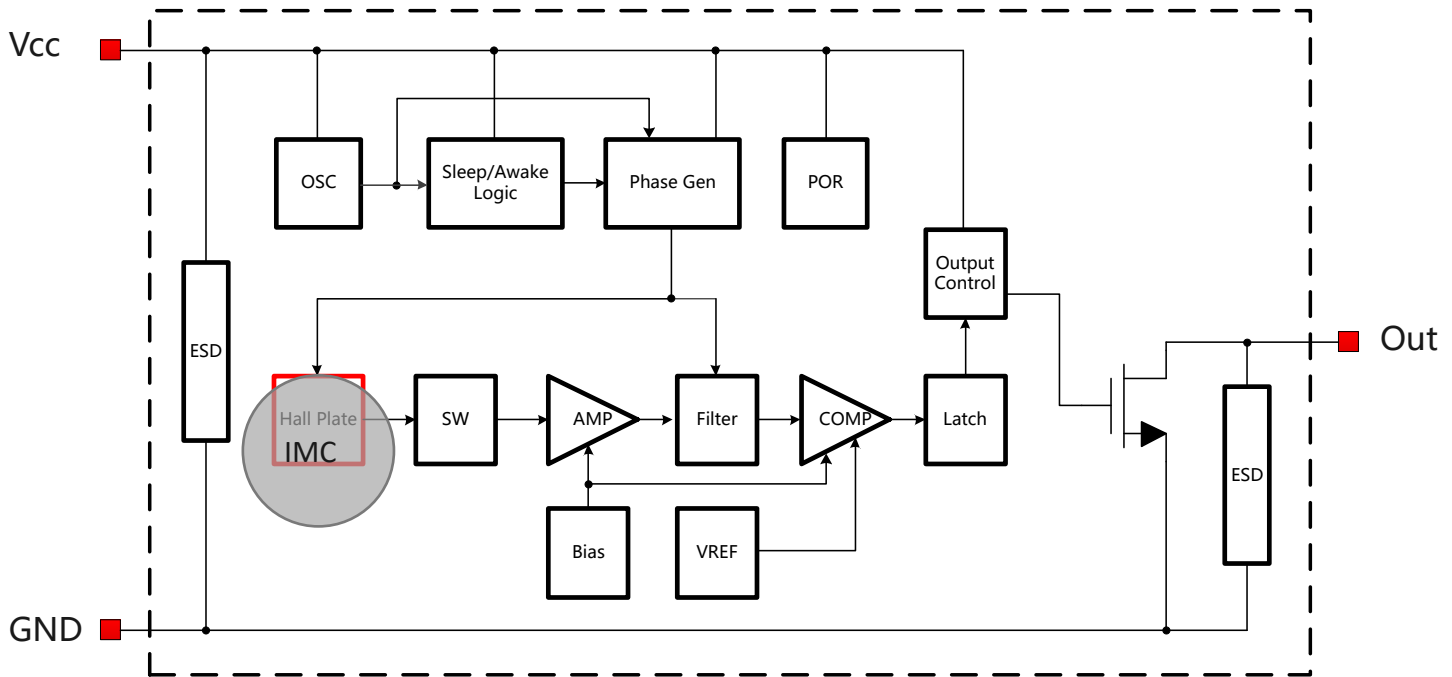 Vcc
OSC
Sleep/Awake
Logic
Phase Gen
POR
Output
Control
ESD
Out
Hall Plate
IMC
SW
AMP
Filter
COMP
Latch
ESD
Bias
VREF
GND